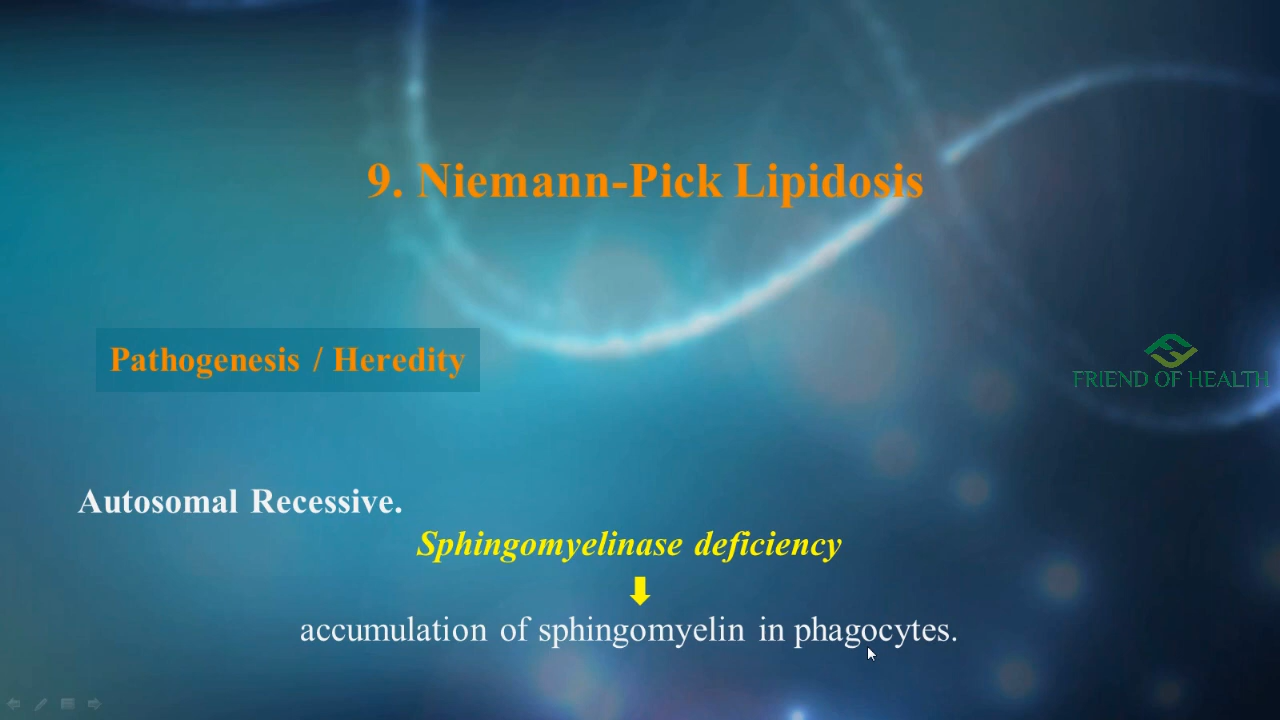 9. Niemann-Pick Lipidosis
Pathogenesis / Heredity
FRIEND OF HEALTH
Autosomal Recessive.
Sphingomyelinase deficiency
accumulation of sphingomyelin in phagocytes.